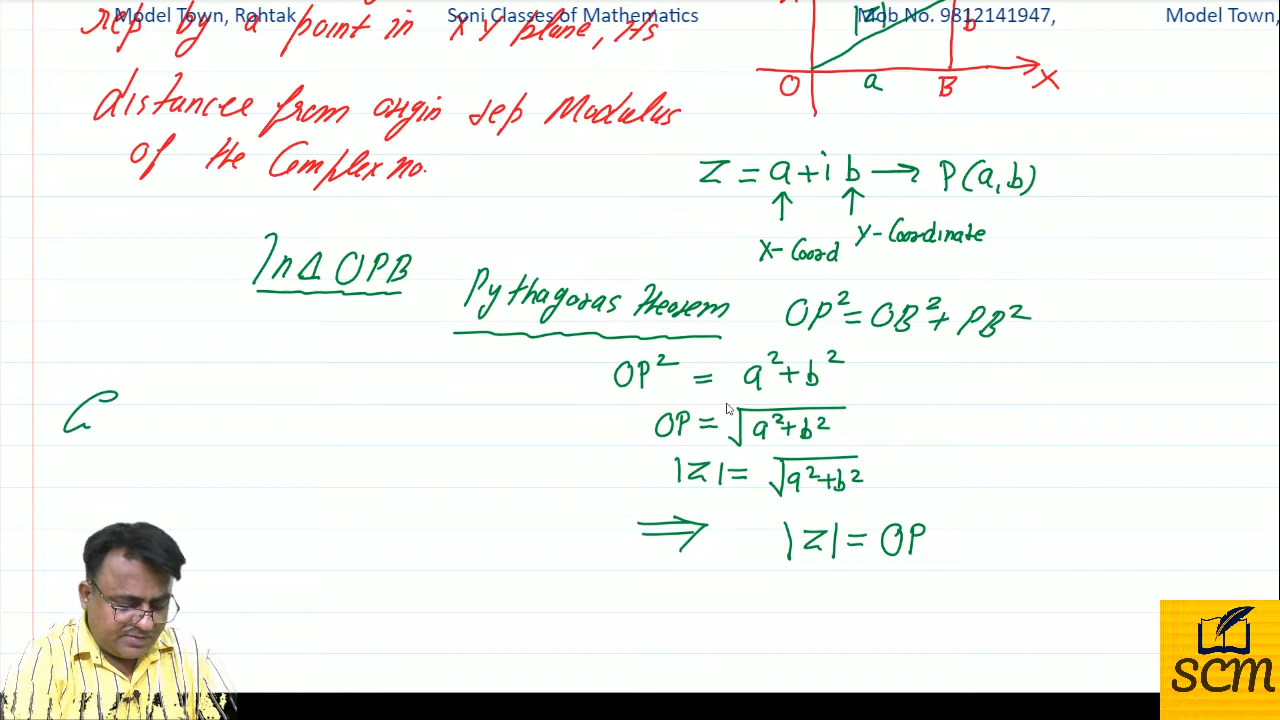 Model Town, Rohtak Soni Classes of Mathematics Mob No. 9812141947, Model Town,
rep by a point in XY plane, its
distancee from origin rep Modulus
of the Complex no.
|Z| b
O a B X
Z = a + i b → P(a, b)
↑ ↑
X-Coord Y-Coordinate
In Δ OPB
Pythagoras theorem OP² = OB² + PB²
OP² = a² + b²
OP = √a² + b²
|Z| = √a² + b²
⇒ |Z| = OP
SCM